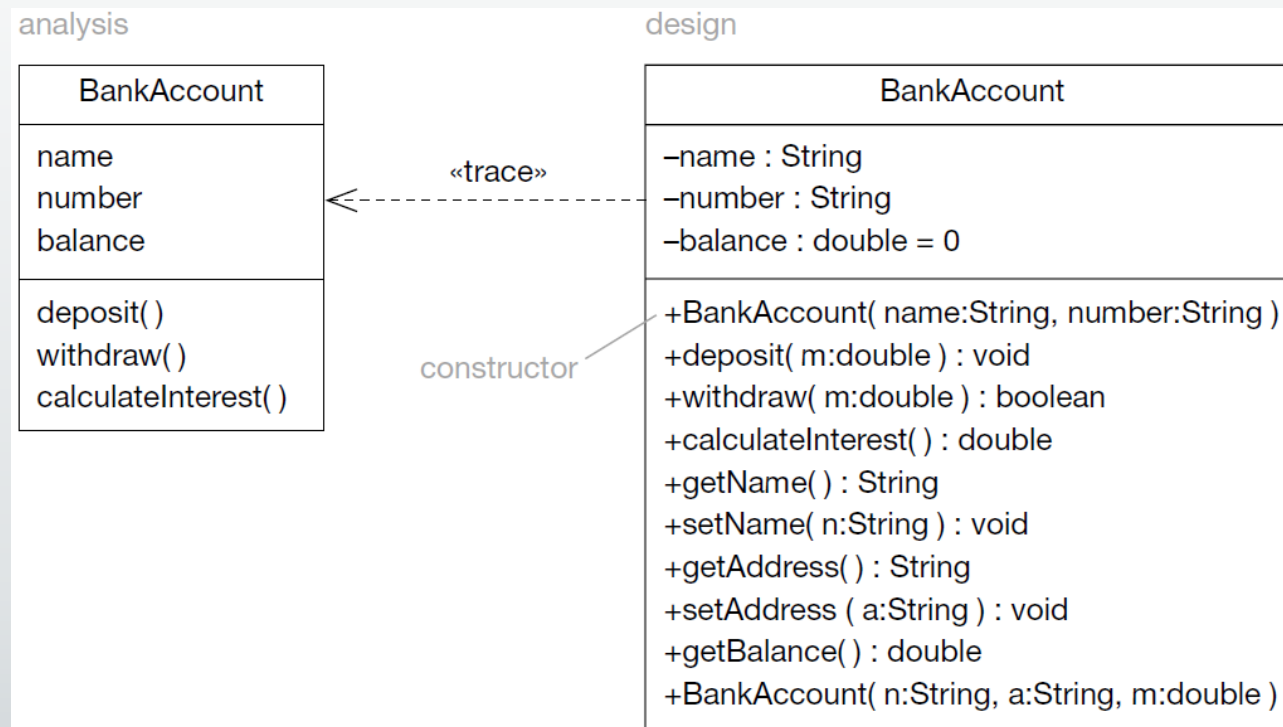 analysis
BankAccount
name
number
balance
deposit( )
withdraw( )
calculateInterest( )
«trace»
constructor
design
BankAccount
–name : String
–number : String
–balance : double = 0
+BankAccount( name:String, number:String )
+deposit( m:double ) : void
+withdraw( m:double ) : boolean
+calculateInterest( ) : double
+getName( ) : String
+setName( n:String ) : void
+getAddress( ) : String
+setAddress ( a:String ) : void
+getBalance( ) : double
+BankAccount( n:String, a:String, m:double )